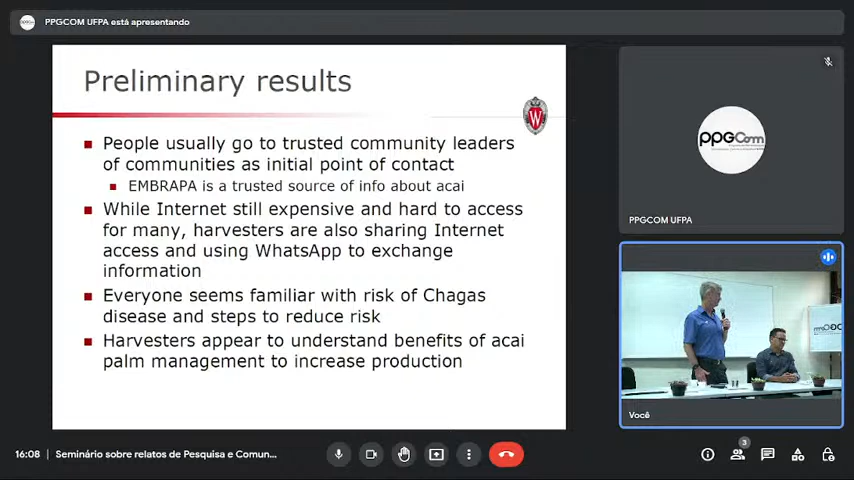 PPGCOM UFPA está apresentando
Preliminary results
W
People usually go to trusted community leaders
of communities as initial point of contact
EMBRAPA is a trusted source of info about acai
While Internet still expensive and hard to access
for many, harvesters are also sharing Internet
access and using WhatsApp to exchange
information
Everyone seems familiar with risk of Chagas
disease and steps to reduce risk
Harvesters appear to understand benefits of acai
palm management to increase production
PPGCom
PPGCOM UFPA
Você
16:08 | Seminário sobre relatos de Pesquisa e Comun...
3